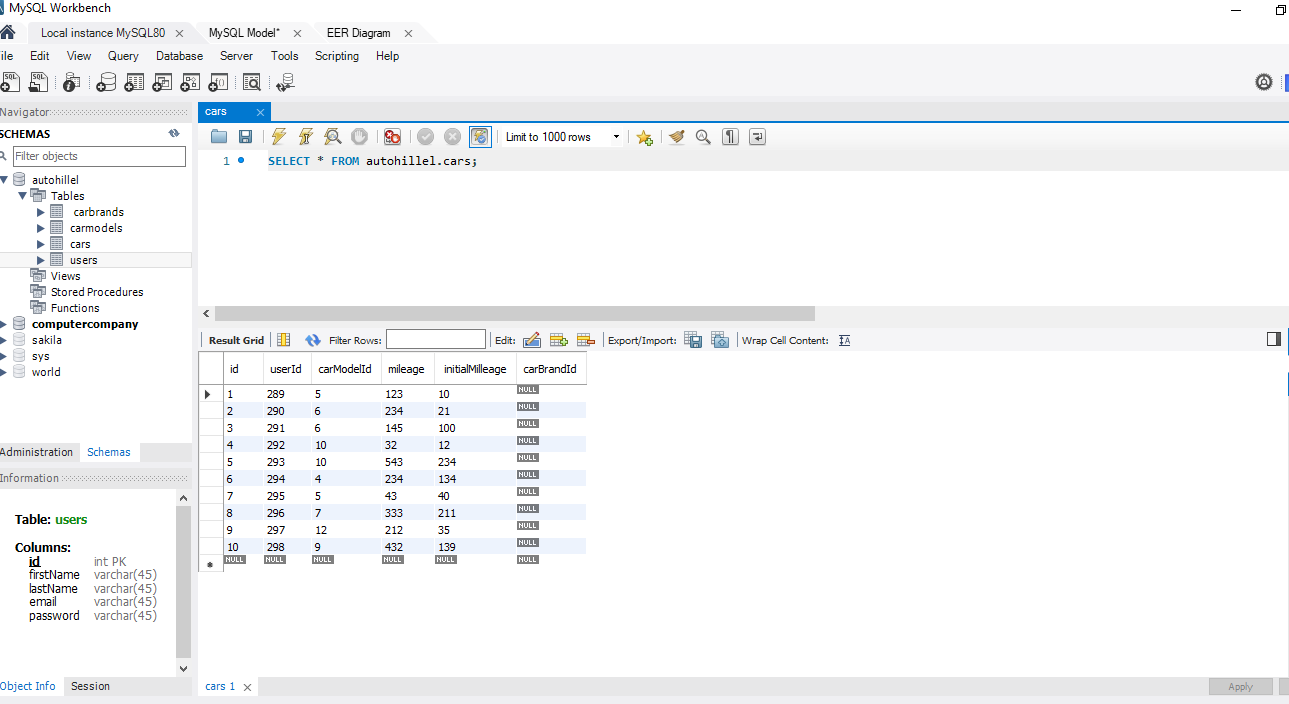 MySQL Workbench
Local instance MySQL80 MySQL Model* EER Diagram
ile Edit View Query Database Server Tools Scripting Help
Navigator
cars
SCHEMAS
Limit to 1000 rows
Filter objects
1 SELECT * FROM autohillel.cars;
autohillel
Tables
carbrands
carmodels
cars
users
Views
Stored Procedures
Functions
computercompany
sakila
sys
world
Result Grid Filter Rows: Edit: Export/Import: Wrap Cell Content:
id userId carModelId mileage initialMilleage carBrandId
1 289 5 123 10 NULL
2 290 6 234 21 NULL
3 291 6 145 100 NULL
4 292 10 32 12 NULL
5 293 10 543 234 NULL
6 294 4 234 134 NULL
7 295 5 43 40 NULL
8 296 7 333 211 NULL
9 297 12 212 35 NULL
10 298 9 432 139 NULL
NULL NULL NULL NULL NULL NULL
Administration Schemas
Information
Table: users
Columns:
id int PK
firstName varchar(45)
lastName varchar(45)
email varchar(45)
password varchar(45)
Object Info Session
cars 1
Apply